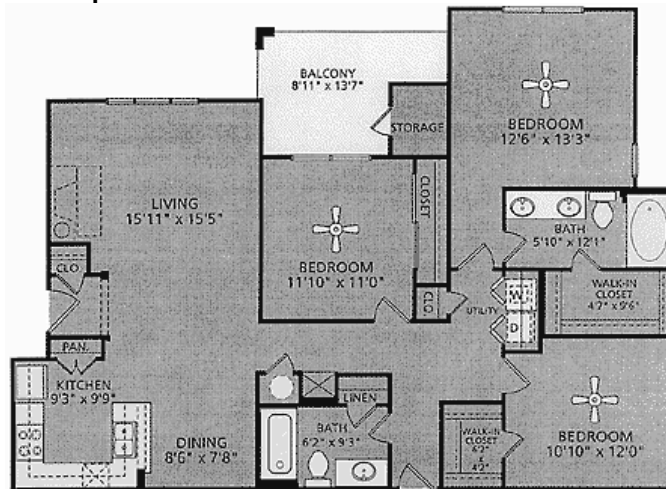 BALCONY
8'11" x 13'7"
STORAGE
BEDROOM
12'6" x 13'3"
LIVING
15'11" x 15'5"
CLOSET
BEDROOM
11'10" x 11'0"
BATH
5'10" x 12'1"
CLO.
CLO.
UTILITY
W
D
WALK-IN
CLOSET
4'7" x 9'6"
PAN.
KITCHEN
9'3" x 9'9"
LINEN
BATH
6'2" x 9'3"
DINING
8'6" x 7'8"
WALK-IN
CLOSET
6'2"
x
4'2"
BEDROOM
10'10" x 12'0"